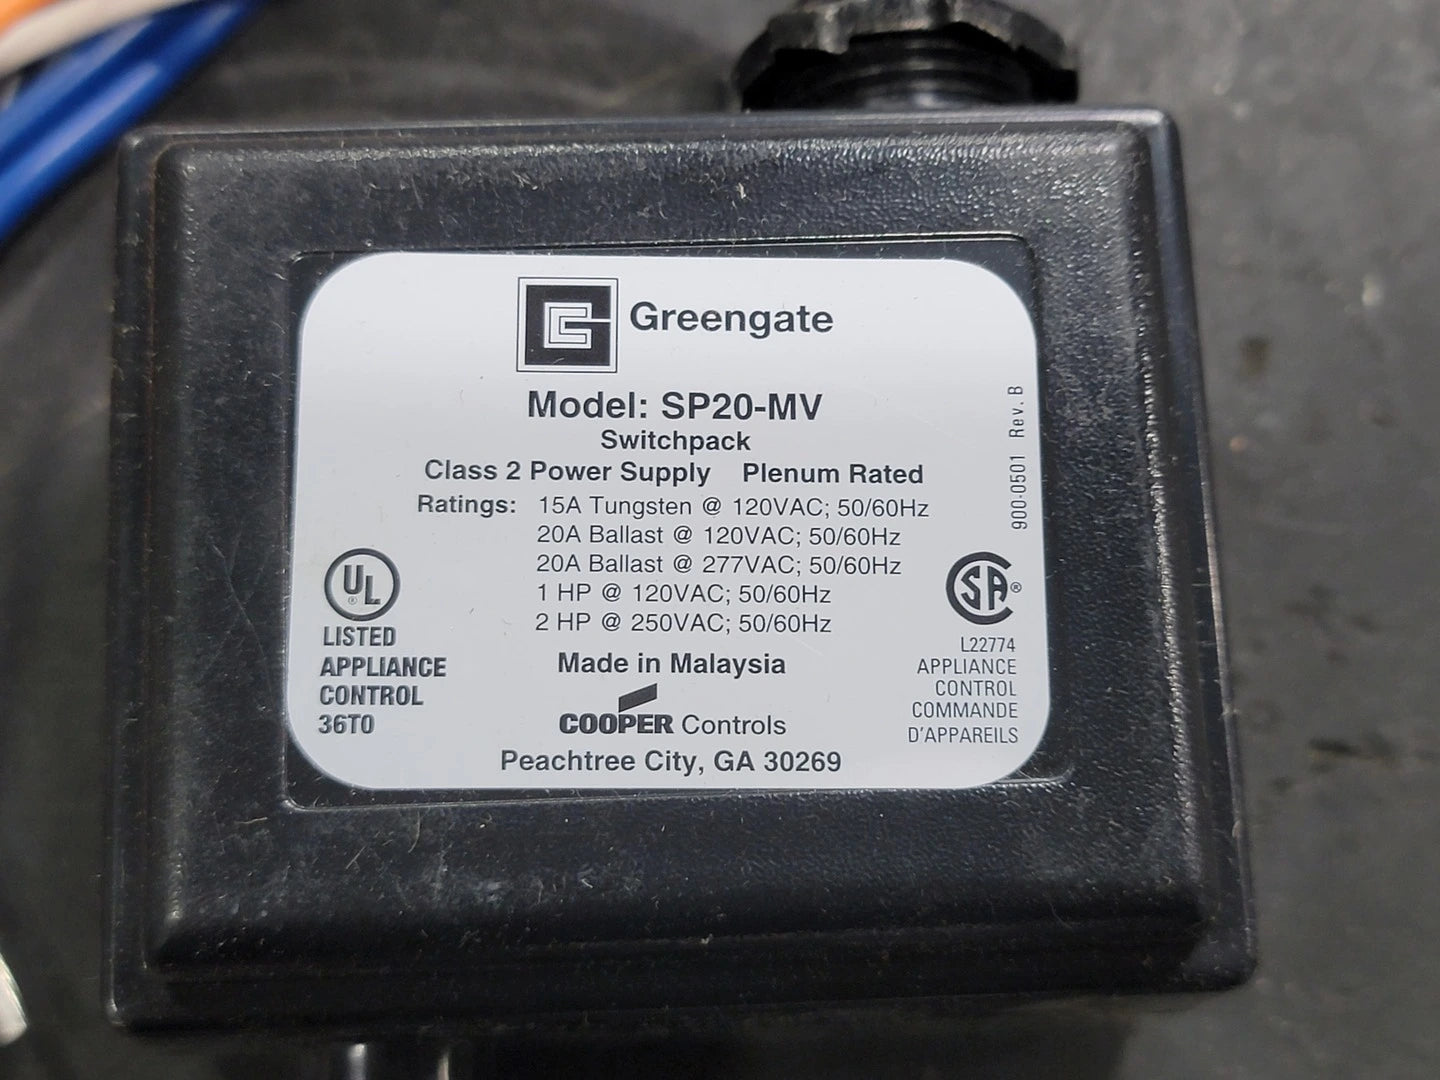 Greengate
Model: SP20-MV
Switchpack
Class 2 Power Supply Plenum Rated
Ratings: 15A Tungsten @ 120VAC; 50/60Hz
20A Ballast @ 120VAC; 50/60Hz
20A Ballast @ 277VAC; 50/60Hz
1 HP @ 120VAC; 50/60Hz
2 HP @ 250VAC; 50/60Hz
Made in Malaysia
COOPER Controls
Peachtree City, GA 30269
UL ®
LISTED
APPLIANCE
CONTROL
36T0
900-0501 Rev. B
SA ®
L22774
APPLIANCE
CONTROL
COMMANDE
D'APPAREILS